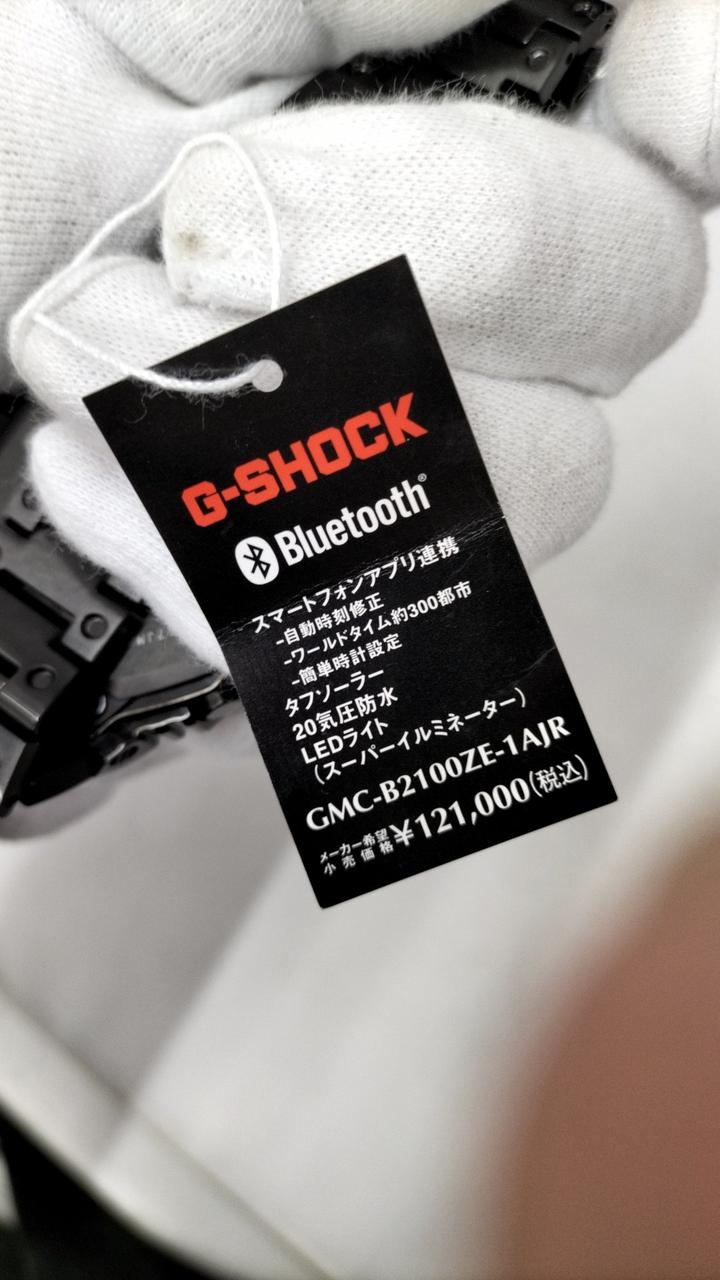 G-SHOCK
Bluetooth®
スマートフォンアプリ連携
-自動時刻修正
-ワールドタイム約300都市
-簡単時計設定
タフソーラー
20気圧防水
LEDライト
(スーパーイルミネーター)
GMC-B2100ZE-1AJR
メーカー希望小売価格 ¥121,000(税込)